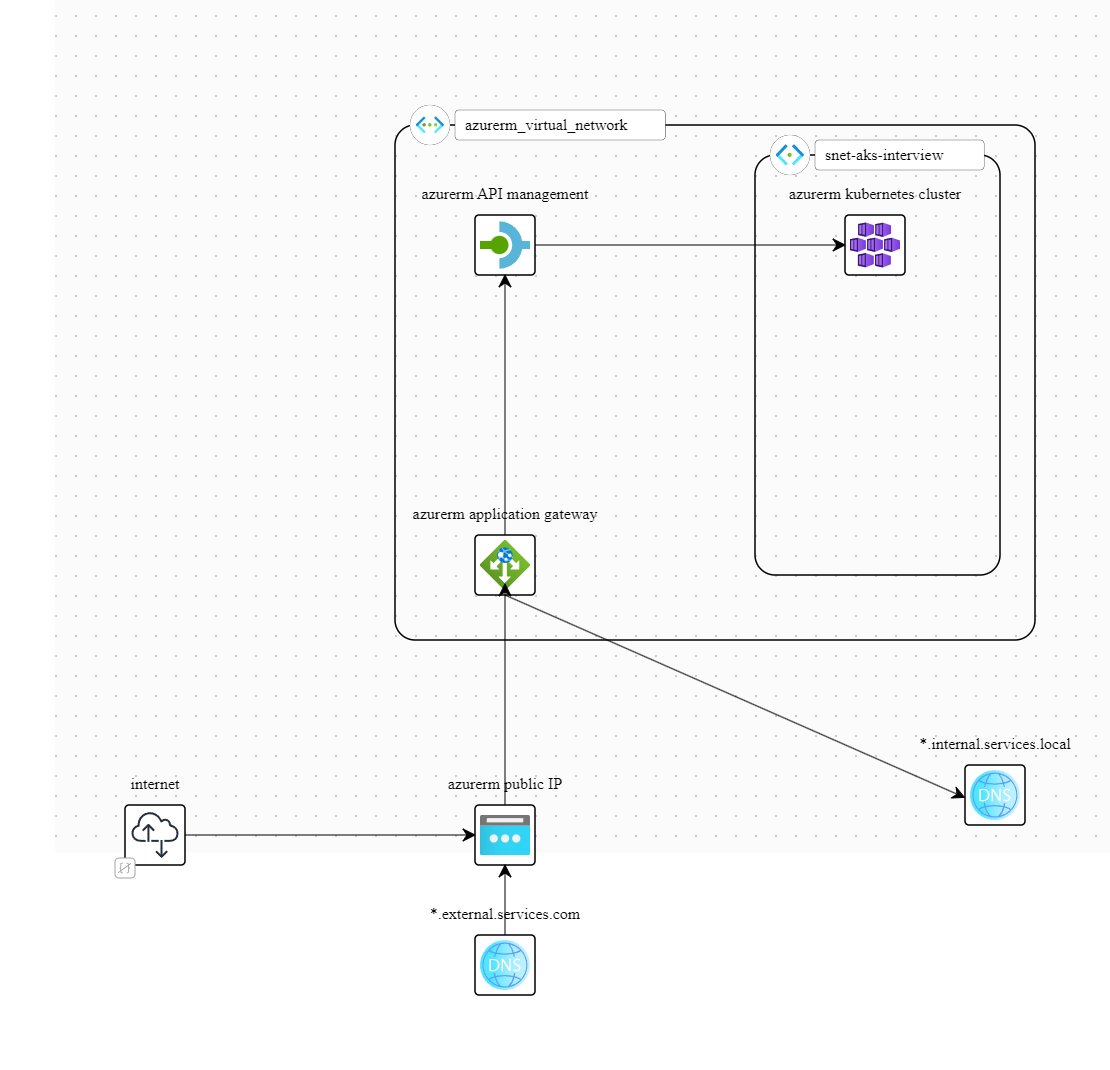 azurerm_virtual_network
snet-aks-interview
azurerm API management
azurerm kubernetes cluster
azurerm application gateway
*.internal.services.local
internet
azurerm public IP
*.external.services.com
DNS
DNS